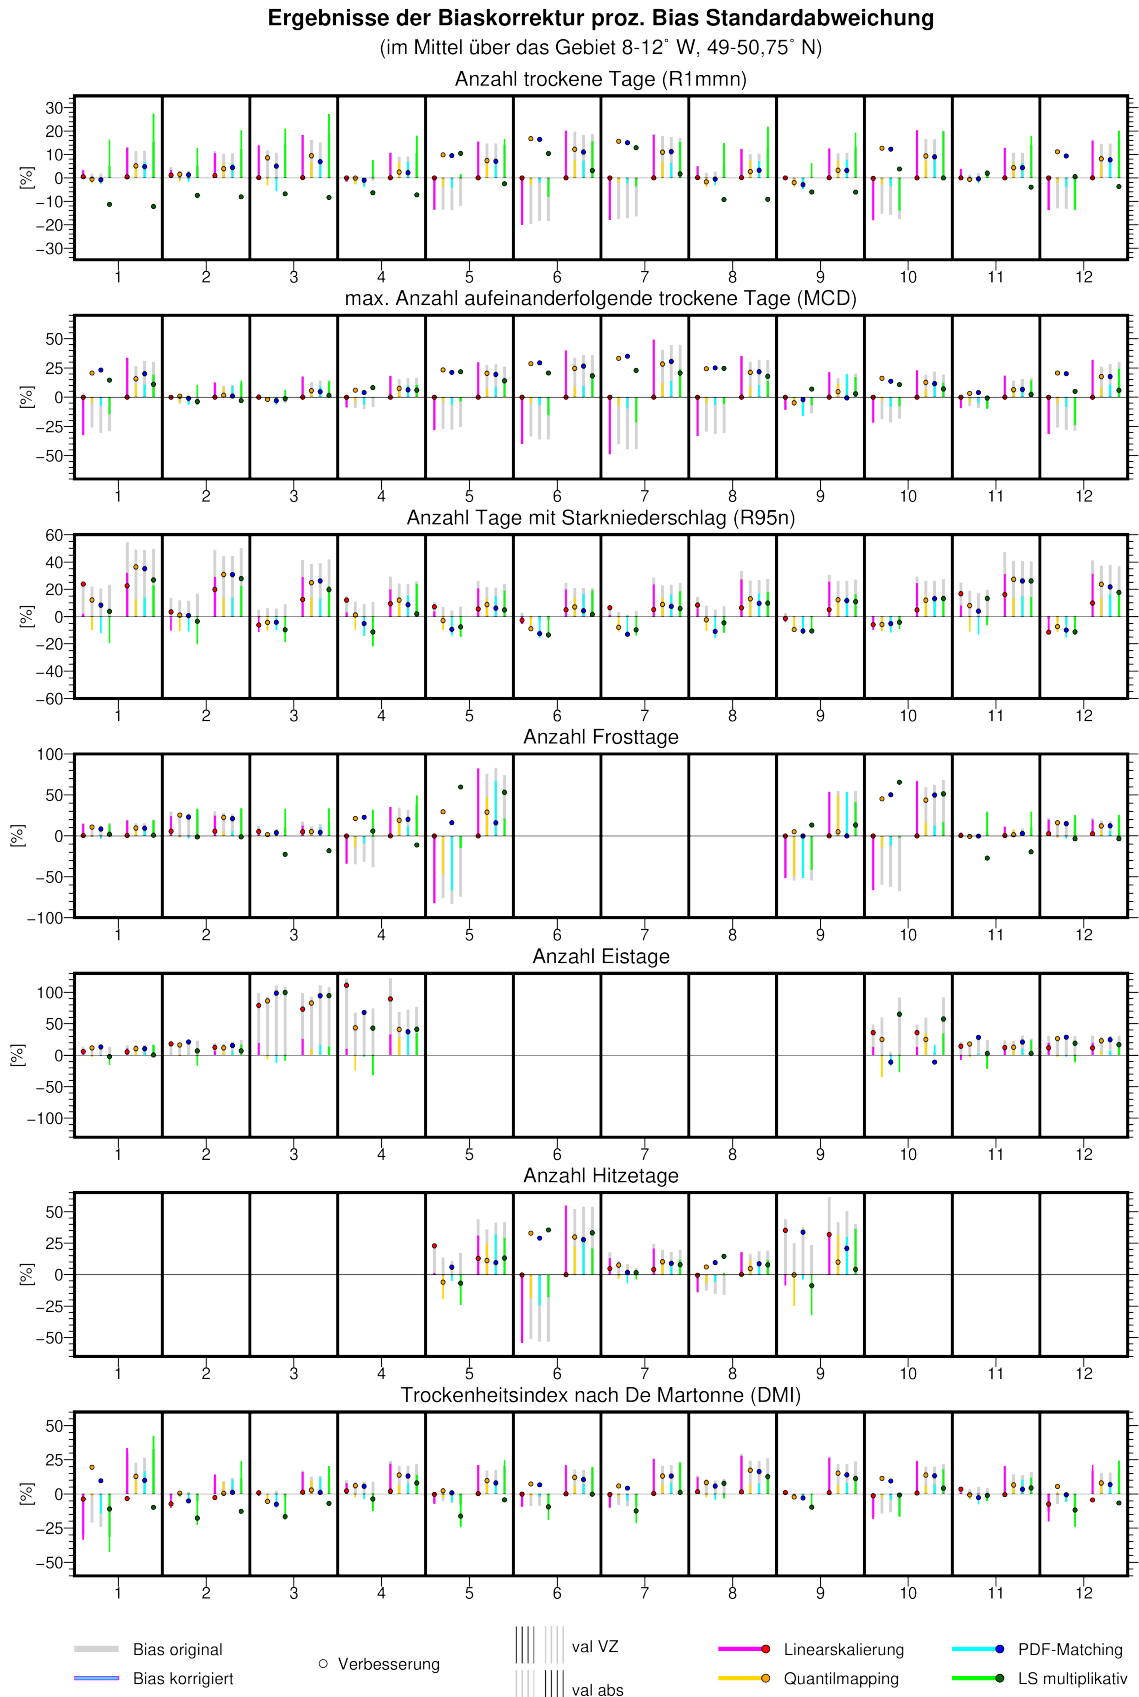 Ergebnisse der Biaskorrektur proz. Bias Standardabweichung
(im Mittel über das Gebiet 8-12° W, 49-50,75° N)
Anzahl trockene Tage (R1mmn)
30
20
10
0
−10
−20
−30
[%]
1 2 3 4 5 6 7 8 9 10 11 12
max. Anzahl aufeinanderfolgende trockene Tage (MCD)
50
25
0
−25
−50
[%]
1 2 3 4 5 6 7 8 9 10 11 12
Anzahl Tage mit Starkniederschlag (R95n)
60
40
20
0
−20
−40
−60
[%]
1 2 3 4 5 6 7 8 9 10 11 12
Anzahl Frosttage
100
50
0
−50
−100
[%]
1 2 3 4 5 6 7 8 9 10 11 12
Anzahl Eistage
100
50
0
−50
−100
[%]
1 2 3 4 5 6 7 8 9 10 11 12
Anzahl Hitzetage
50
25
0
−25
−50
[%]
1 2 3 4 5 6 7 8 9 10 11 12
Trockenheitsindex nach De Martonne (DMI)
50
25
0
−25
−50
[%]
1 2 3 4 5 6 7 8 9 10 11 12
Bias original
Bias korrigiert
Verbesserung
val VZ
val abs
Linearskalierung
Quantilmapping
PDF-Matching
LS multiplikativ